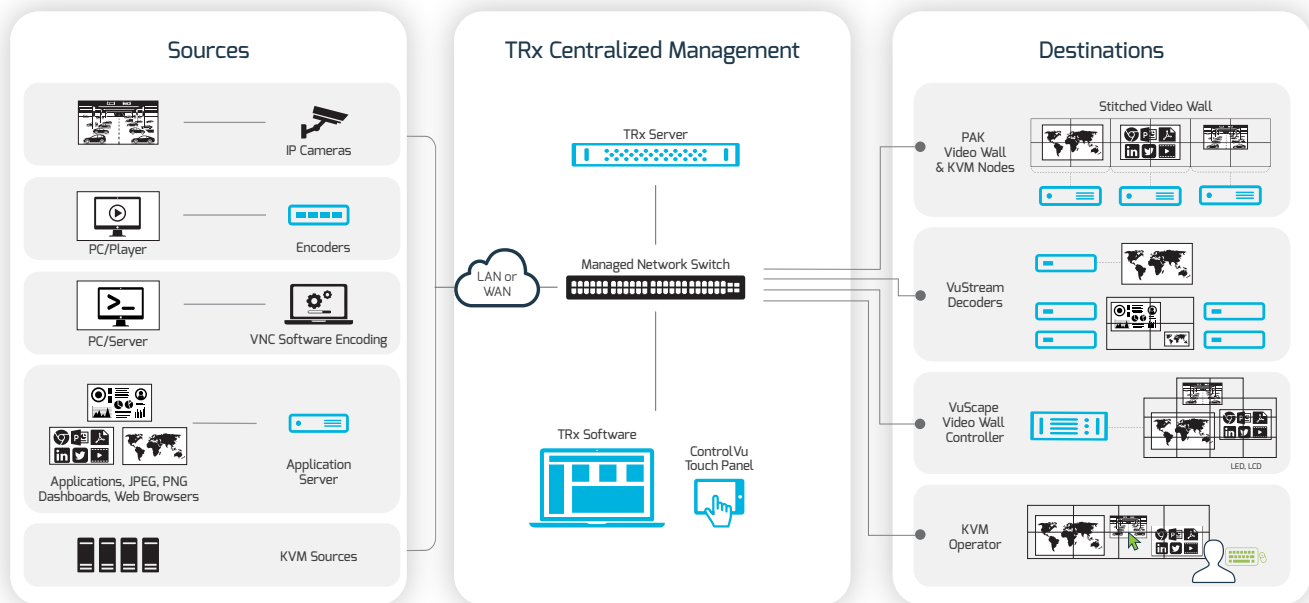 Sources
IP Cameras
PC/Player
Encoders
PC/Server
VNC Software Encoding
Applications, JPEG, PNG
Dashboards, Web Browsers
Application
Server
KVM Sources
TRx Centralized Management
TRx Server
LAN or
WAN
Managed Network Switch
TRx Software
ControlVu
Touch Panel
Destinations
PAK
Video Wall
& KVM Nodes
Stitched Video Wall
VuStream
Decoders
VuScape
Video Wall
Controller
LED, LCD
KVM
Operator